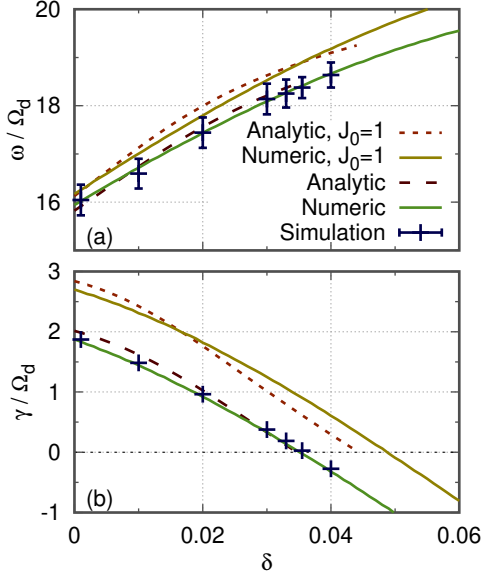 20
18
16
ω / Ω_d
Analytic, J_0=1
Numeric, J_0=1
Analytic
Numeric
Simulation
(a)
3
2
1
0
-1
γ / Ω_d
(b)
0
0.02
0.04
0.06
δ